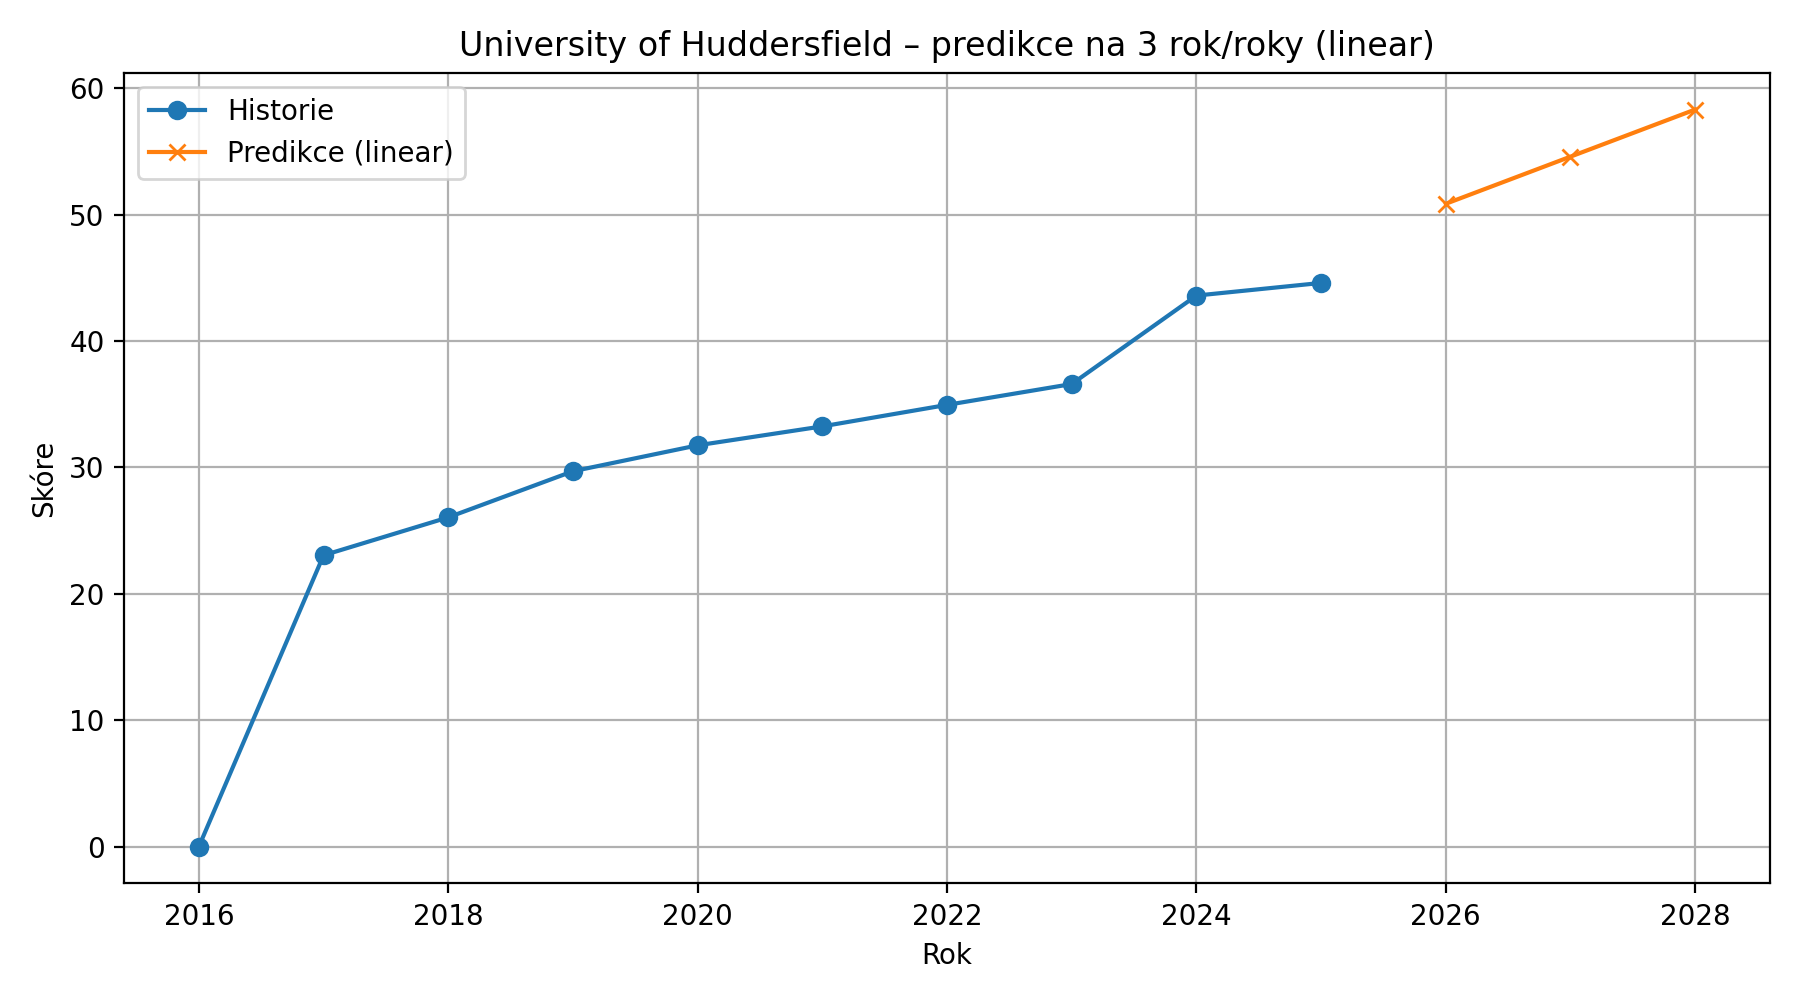 University of Huddersfield – predikce na 3 rok/roky (linear)
Historie
Predikce (linear)
60
50
40
30
20
10
0
Skóre
2016 2018 2020 2022 2024 2026 2028
Rok